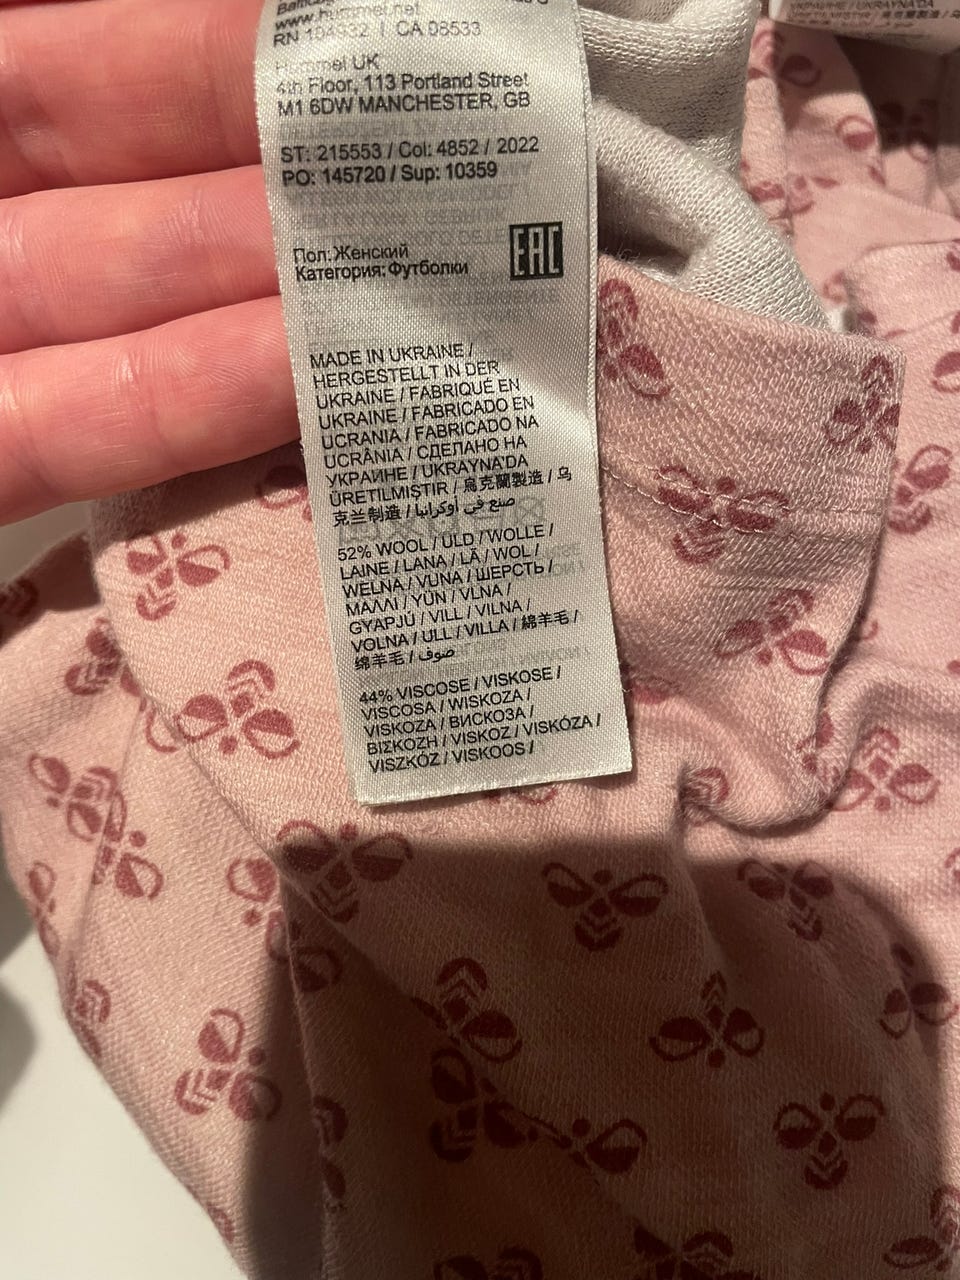 www.hummel.net
RN 104932 | CA 08533
Hummel UK
4th Floor, 113 Portland Street
M1 6DW MANCHESTER, GB
ST: 215553 / Col: 4852 / 2022
PO: 145720 / Sup: 10359
Пол: Женский
Категория: Футболки
EAC
MADE IN UKRAINE /
HERGESTELLT IN DER
UKRAINE / FABRIQUÉ EN
UKRAINE / FABRICADO EN
UCRANIA / FABRICADO NA
UCRÂNIA / СДЕЛАНО НА
УКРАИНЕ / UKRAYNA'DA
ÜRETILMIŞTIR / 烏克蘭製造 / 乌
克兰制造 / صنع في أوكرانيا
52% WOOL / ULD / WOLLE /
LAINE / LANA / LÃ / WOL /
WEŁNA / VUNA / ШЕРСТЬ /
ΜΑΛΛΙ / YÜN / VLNA /
GYAPJÚ / VILL / VILNA /
VOLNA / ULL / VILLA / 綿羊毛 /
绵羊毛 / صوف
44% VISCOSE / VISKOSE /
VISCOSA / WISKOZA /
VISKOZA / ВИСКОЗА /
ΒΙΣΚΟΖΗ / VISKOZ / VISKÓZA /
VISZKÓZ / VISKOOS /